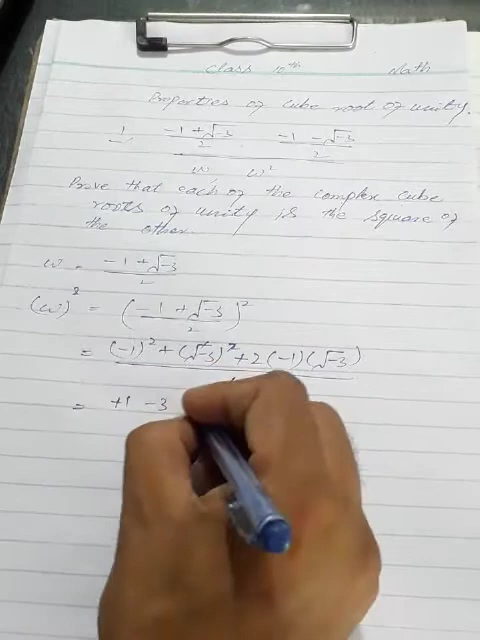 Class 10th Math
Properties of cube root of unity.
1, (-1 + √-3)/2 (-1 - √-3)/2
w w²
Prove that each of the complex cube
roots of unity is the square of
the other.
w = (-1 + √-3)/2
(w)² = ((-1 + √-3)/2)²
= ((-1)² + (√-3)² + 2(-1)(√-3))/4
= +1 - 3